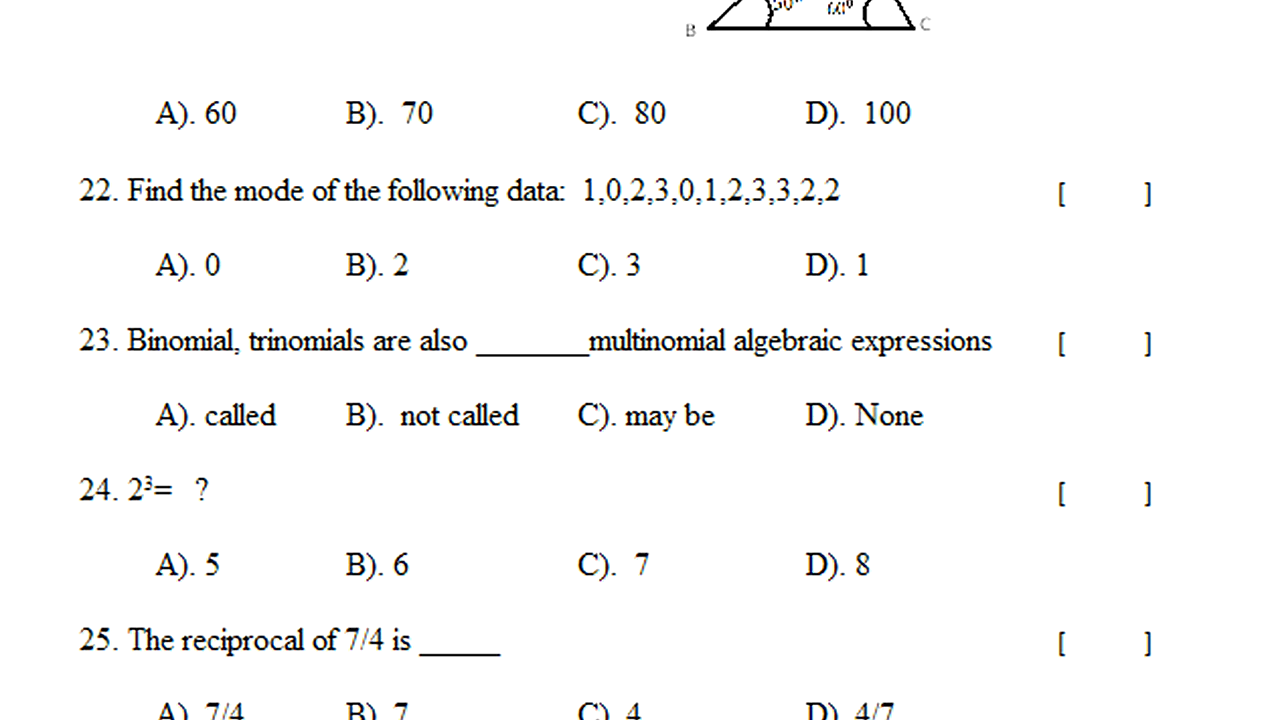 B C
A). 60 B). 70 C). 80 D). 100
22. Find the mode of the following data: 1,0,2,3,0,1,2,3,3,2,2 [ ]
A). 0 B). 2 C). 3 D). 1
23. Binomial, trinomials are also ________multinomial algebraic expressions [ ]
A). called B). not called C). may be D). None
24. 2³= ? [ ]
A). 5 B). 6 C). 7 D). 8
25. The reciprocal of 7/4 is _____ [ ]
A). 7/4 B). 7 C). 4 D). 4/7